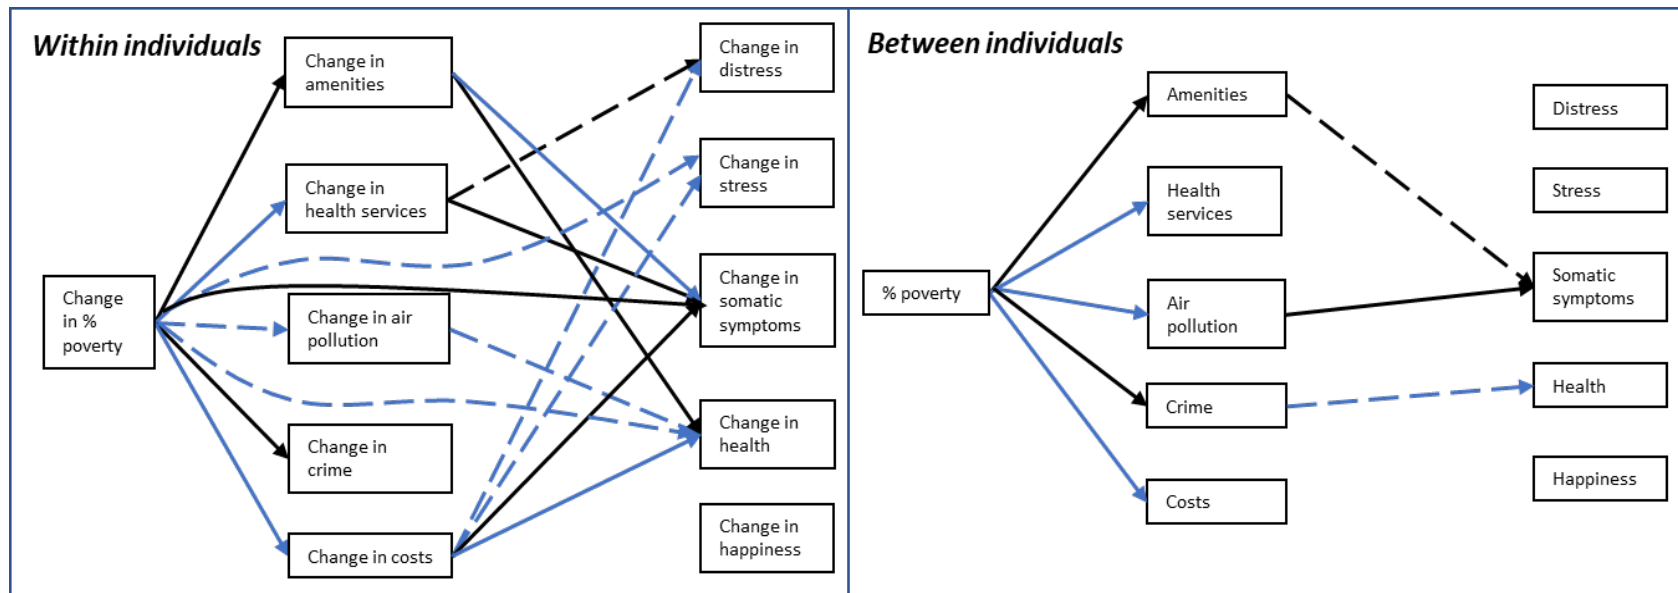 Within individuals
Change in
amenities
Change in
health services
Change
in %
poverty
Change in air
pollution
Change in
crime
Change in costs
Change in
distress
Change in
stress
Change in
somatic
symptoms
Change in
health
Change in
happiness
Between individuals
% poverty
Amenities
Health
services
Air
pollution
Crime
Costs
Distress
Stress
Somatic
symptoms
Health
Happiness